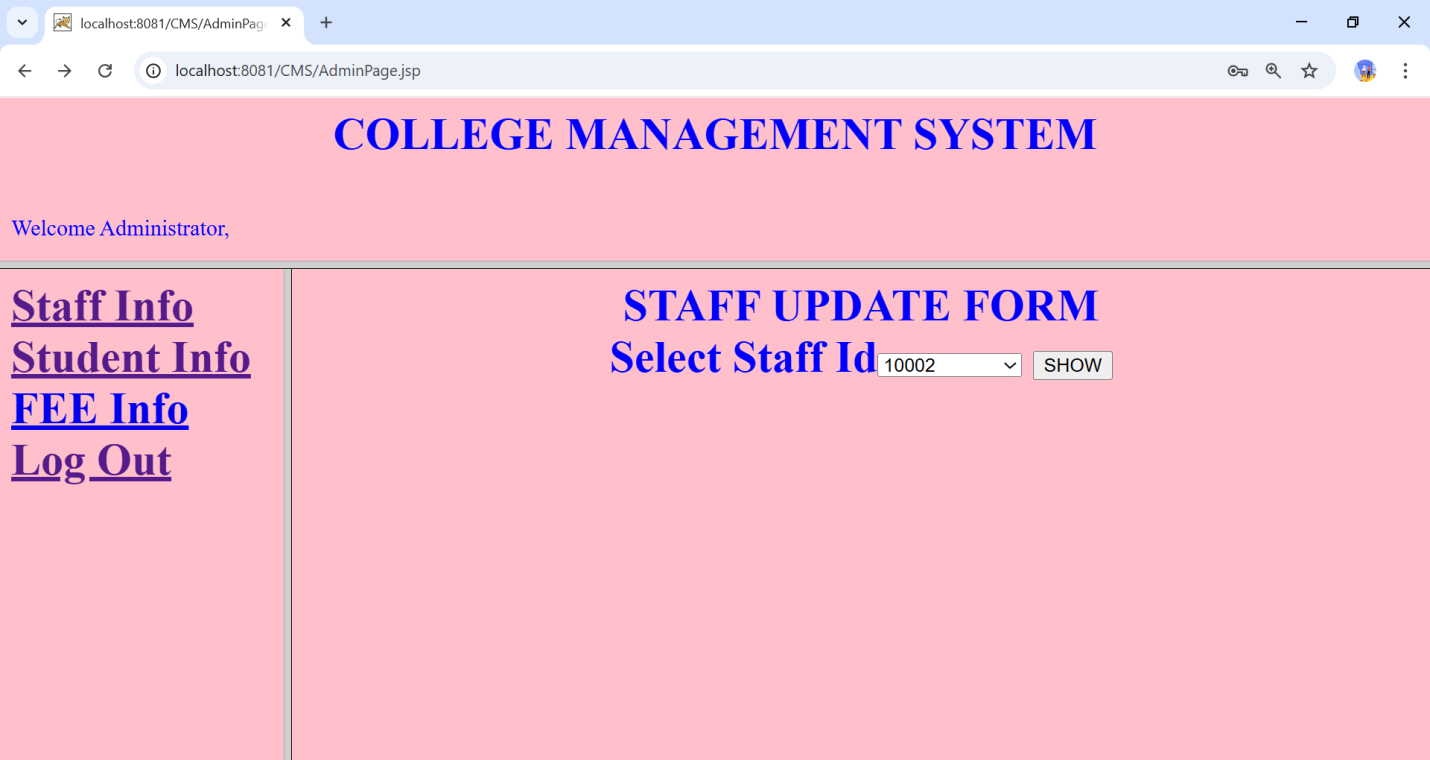 localhost:8081/CMS/AdminPag
localhost:8081/CMS/AdminPage.jsp
COLLEGE MANAGEMENT SYSTEM
Welcome Administrator,
Staff Info
Student Info
FEE Info
Log Out
STAFF UPDATE FORM
Select Staff Id 10002 SHOW